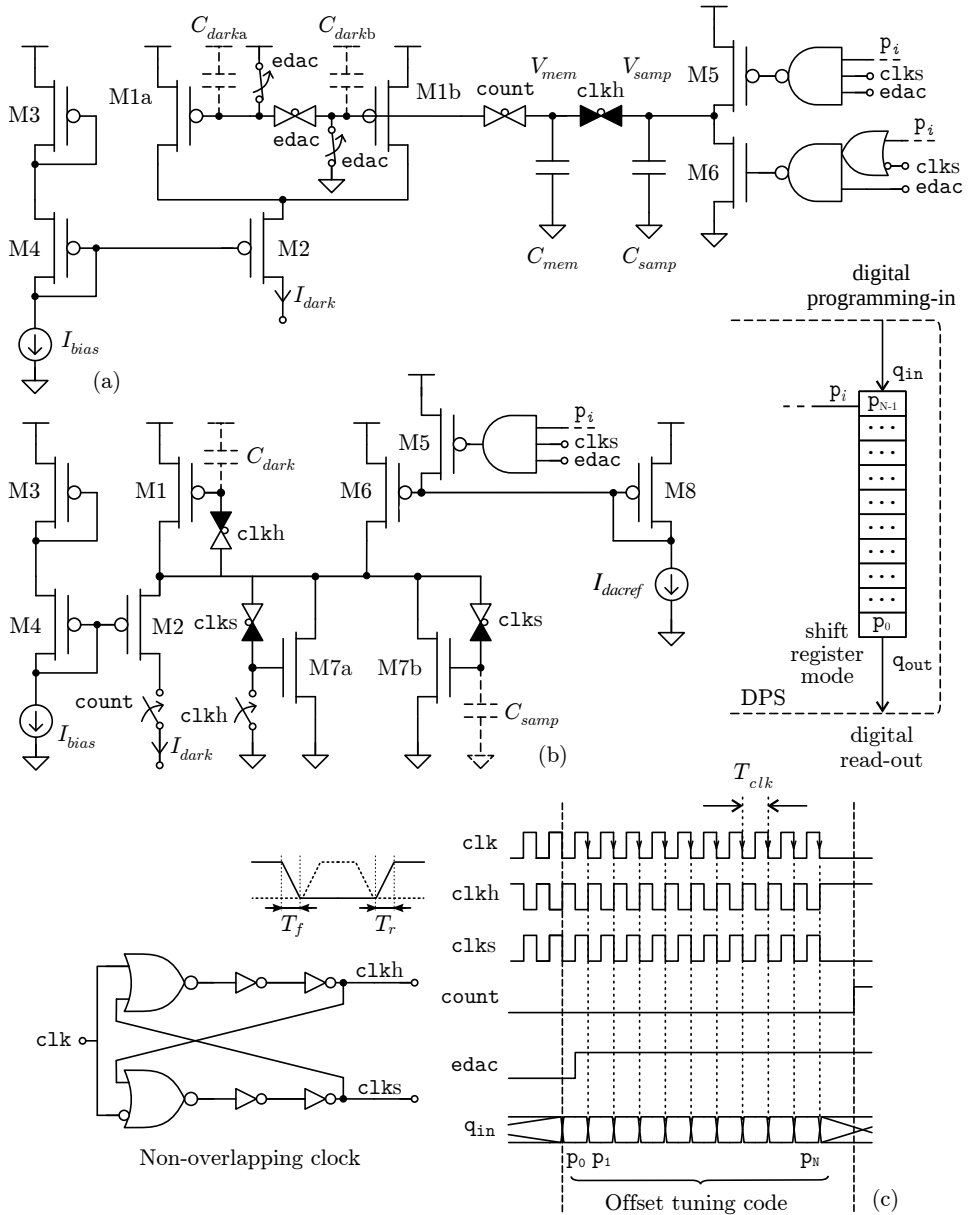 C_darka
edac
C_darkb
M3
M1a
M1b
edac
edac
count
V_mem
clkh
V_samp
M5
p_i
clks
edac
M6
p_i
clks
edac
C_mem
C_samp
M4
M2
I_dark
I_bias
(a)
digital
programming-in
q_in
p_i
p_N-1
...
...
...
...
...
...
...
...
p_0
shift
register
mode
q_out
DPS
digital
read-out
M3
M1
C_dark
clkh
M6
M5
p_i
clks
edac
M8
I_dacref
M4
M2
clks
M7a
M7b
clks
count
clkh
C_samp
I_bias
I_dark
(b)
T_f
T_r
clk
clkh
clks
Non-overlapping clock
T_clk
clk
clkh
clks
count
edac
q_in
p_0 p_1 p_N
Offset tuning code
(c)